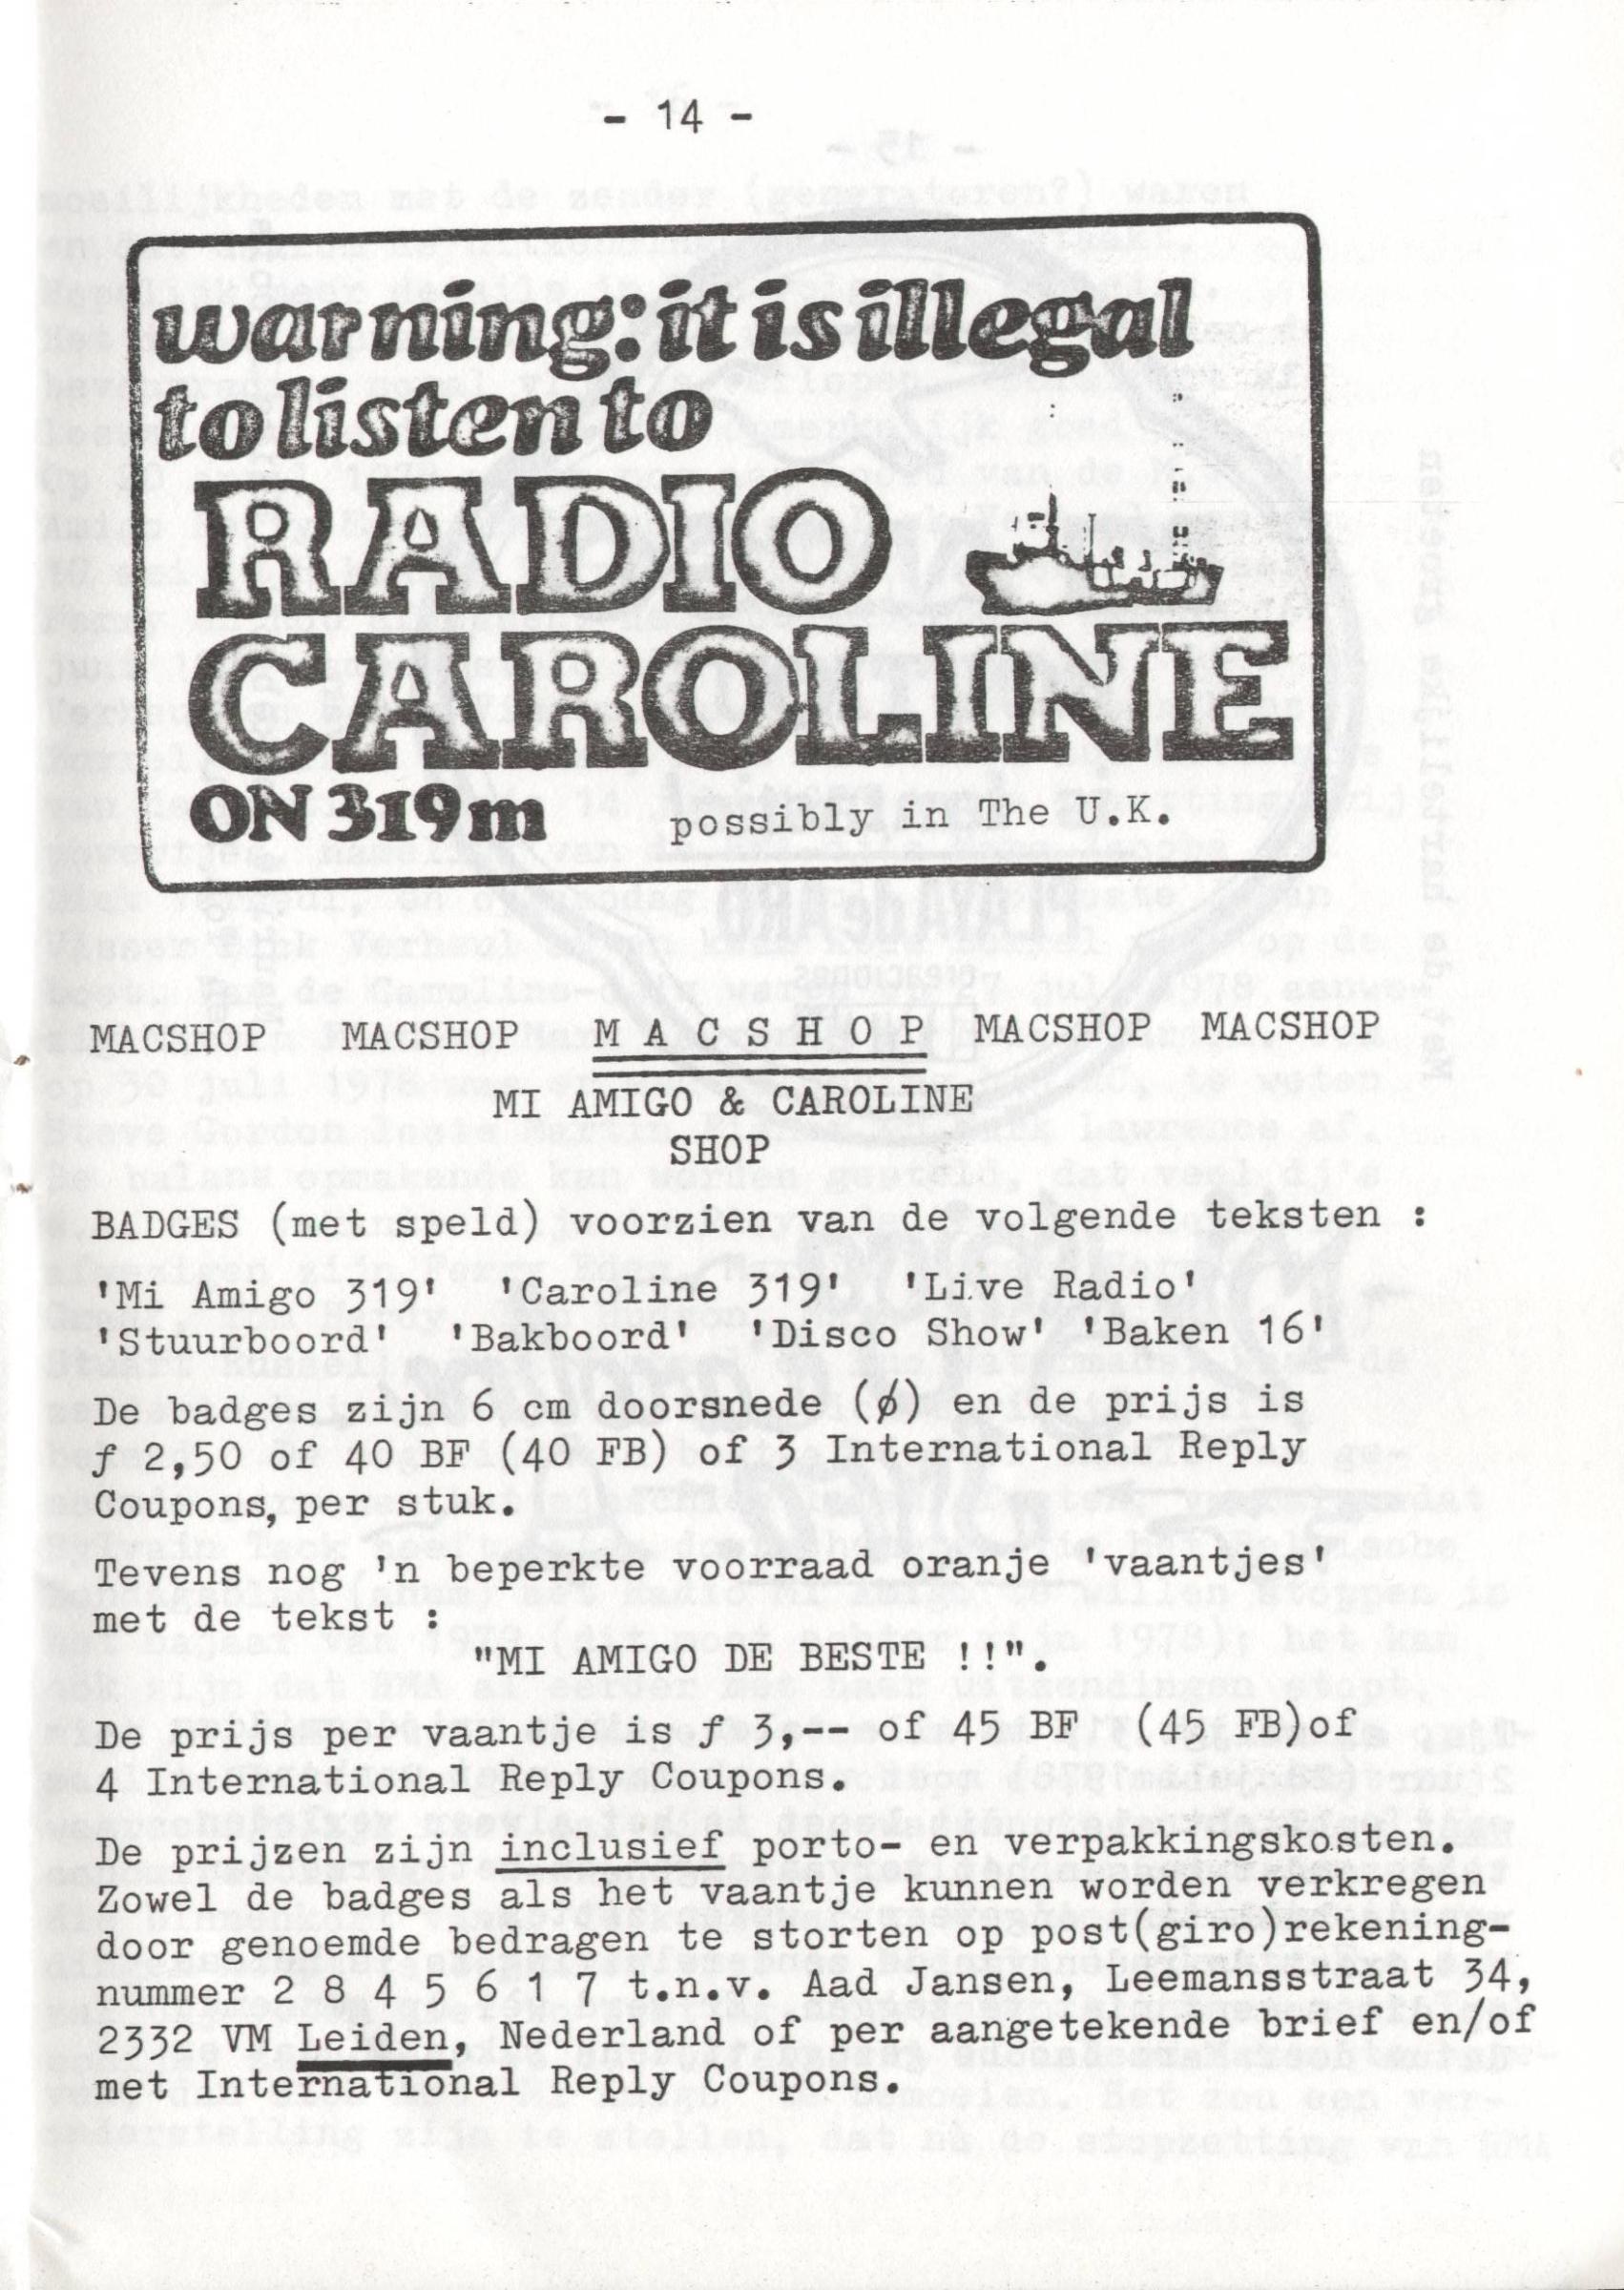 - 14 -
warning: it is illegal
to listen to
RADIO
CAROLINE
ON 319m possibly in The U.K.
MACSHOP MACSHOP M A C S H O P MACSHOP MACSHOP
MI AMIGO & CAROLINE
SHOP
BADGES (met speld) voorzien van de volgende teksten :
'Mi Amigo 319' 'Caroline 319' 'Live Radio'
'Stuurboord' 'Bakboord' 'Disco Show' 'Baken 16'
De badges zijn 6 cm doorsnede (ø) en de prijs is
ƒ 2,50 of 40 BF (40 FB) of 3 International Reply
Coupons, per stuk.
Tevens nog 'n beperkte voorraad oranje 'vaantjes'
met de tekst :
"MI AMIGO DE BESTE !!".
De prijs per vaantje is ƒ 3,-- of 45 BF (45 FB)of
4 International Reply Coupons.
De prijzen zijn inclusief porto- en verpakkingskosten.
Zowel de badges als het vaantje kunnen worden verkregen
door genoemde bedragen te storten op post(giro)rekening-
nummer 2 8 4 5 6 1 7 t.n.v. Aad Jansen, Leemansstraat 34,
2332 VM Leiden, Nederland of per aangetekende brief en/of
met International Reply Coupons.